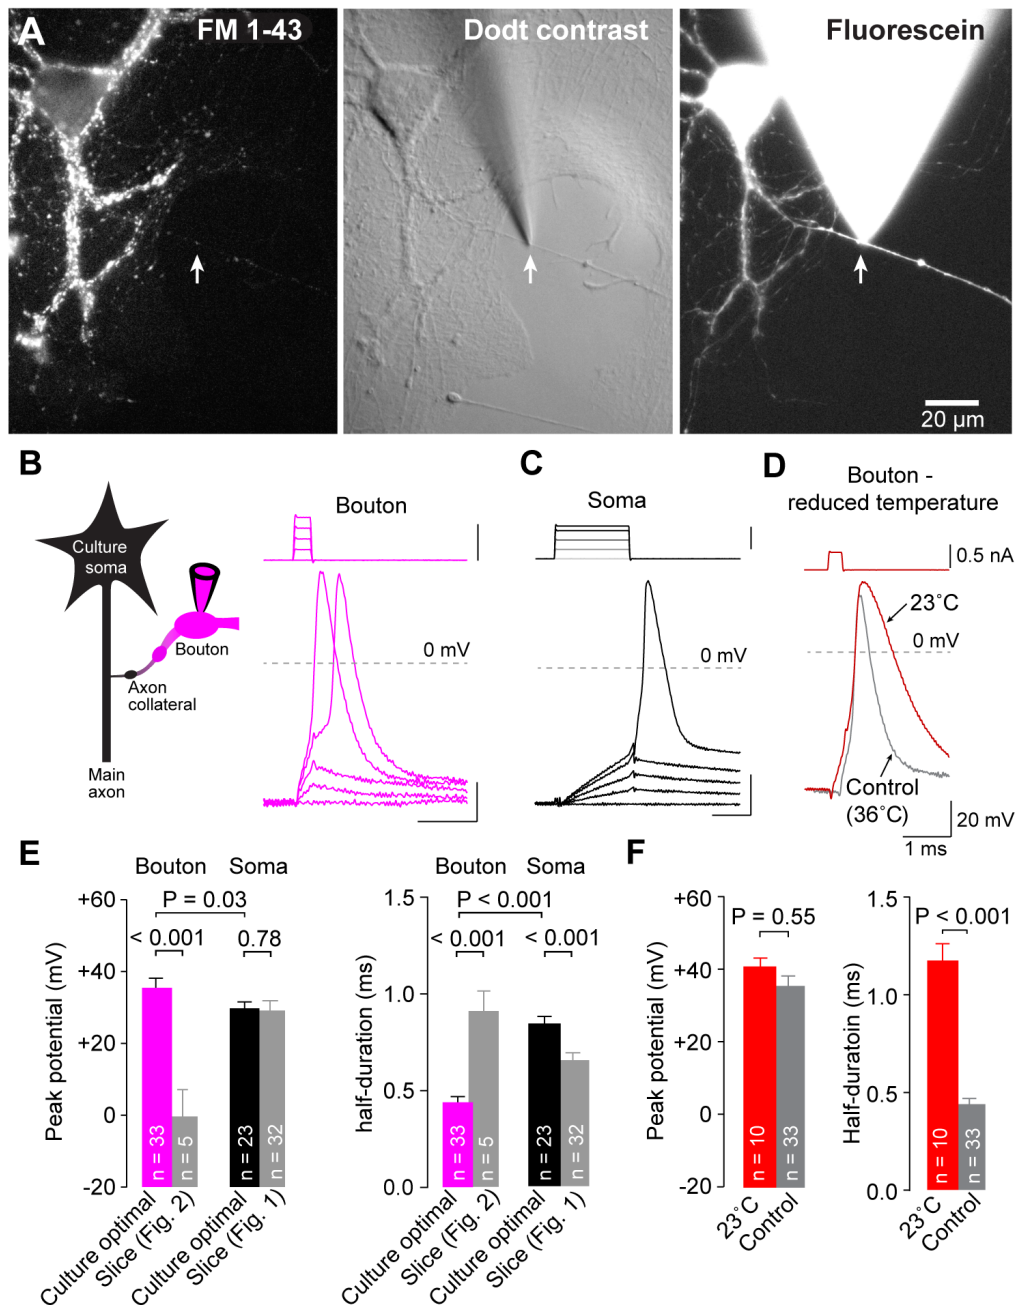 A
FM 1-43
Dodt contrast
Fluorescein
20 µm
B
Culture
soma
Bouton
Axon
collateral
Main
axon
Bouton
0 mV
C
Soma
0 mV
D
Bouton -
reduced temperature
0.5 nA
23°C
0 mV
Control
(36°C)
20 mV
1 ms
E
Bouton Soma
P = 0.03
< 0.001 0.78
Peak potential (mV)
+60
+40
+20
0
-20
n = 33
n = 5
n = 23
n = 32
Culture optimal
Slice (Fig. 2)
Culture optimal
Slice (Fig. 1)
Bouton Soma
P < 0.001
< 0.001 < 0.001
half-duration (ms)
1.5
1.0
0.5
0.0
n = 33
n = 5
n = 23
n = 32
Culture optimal
Slice (Fig. 2)
Culture optimal
Slice (Fig. 1)
F
P = 0.55
Peak potential (mV)
+60
+40
+20
0
-20
n = 10
n = 33
23°C
Control
P < 0.001
Half-duratoin (ms)
1.5
1.0
0.5
0.0
n = 10
n = 33
23°C
Control